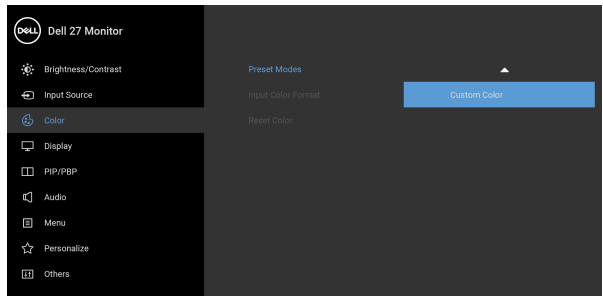 DELL Dell 27 Monitor
Brightness/Contrast
Input Source
Color
Display
PIP/PBP
Audio
Menu
Personalize
Others
Preset Modes
Input Color Format
Reset Color
Custom Color